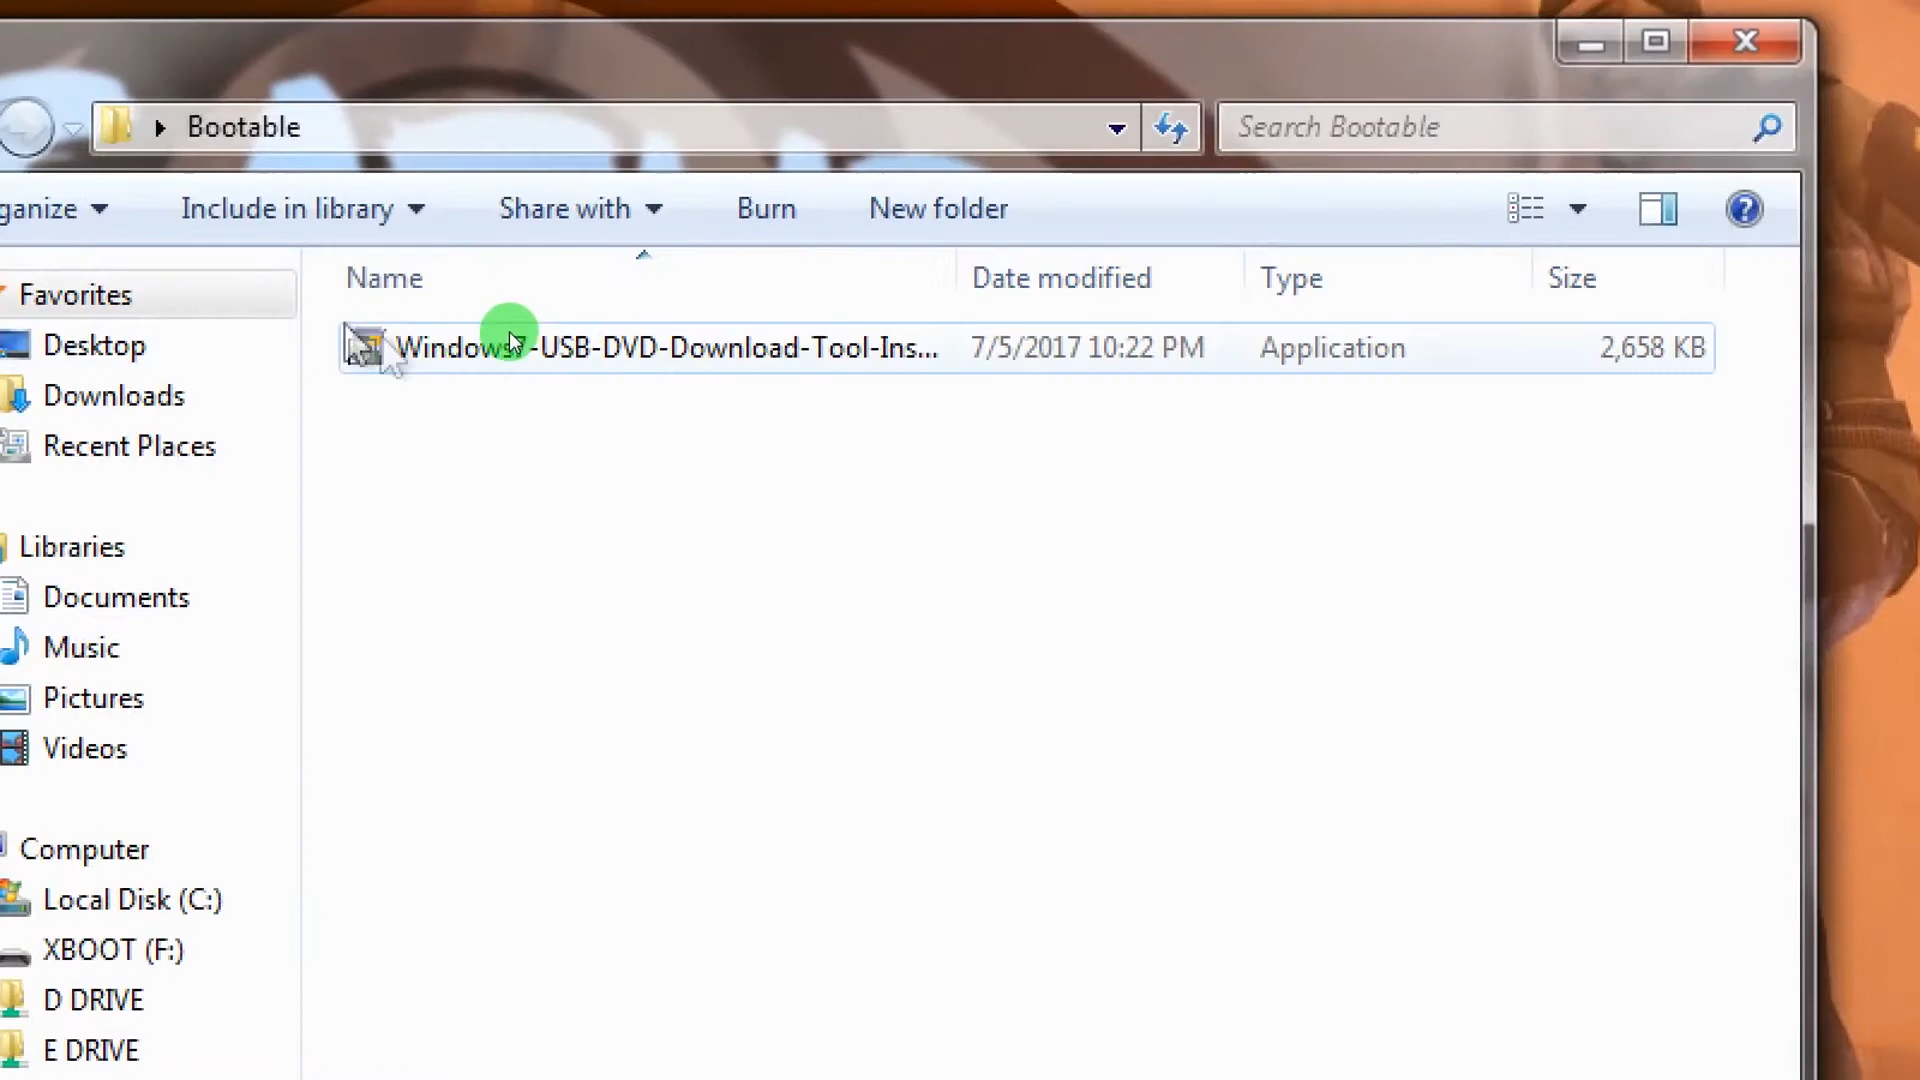 Bootable
Search Bootable
ganize
Include in library
Share with
Burn
New folder
Name
Date modified
Type
Size
Windows7-USB-DVD-Download-Tool-Ins...
7/5/2017 10:22 PM
Application
2,658 KB
Favorites
Desktop
Downloads
Recent Places
Libraries
Documents
Music
Pictures
Videos
Computer
Local Disk (C:)
XBOOT (F:)
D DRIVE
E DRIVE